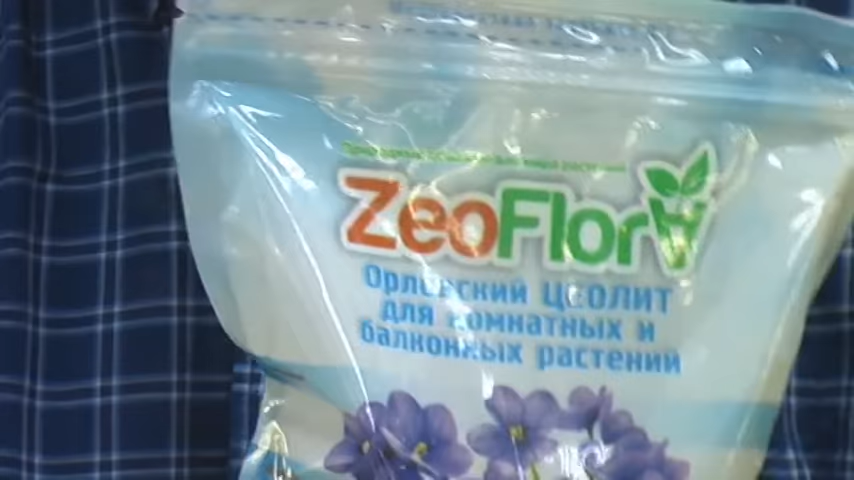 ZeoFlora
Орловский ЦЕОЛИТ
для комнатных и
балконных растений